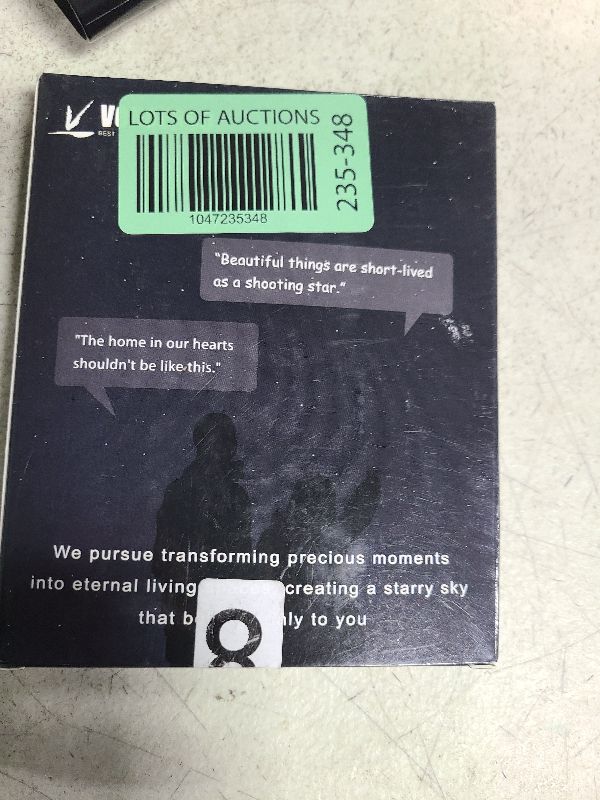 BEST
LOTS OF AUCTIONS
1047235348
235-348
"Beautiful things are short-lived
as a shooting star."
"The home in our hearts
shouldn't be like this."
We pursue transforming precious moments
into eternal living creating a starry sky
that to you
8